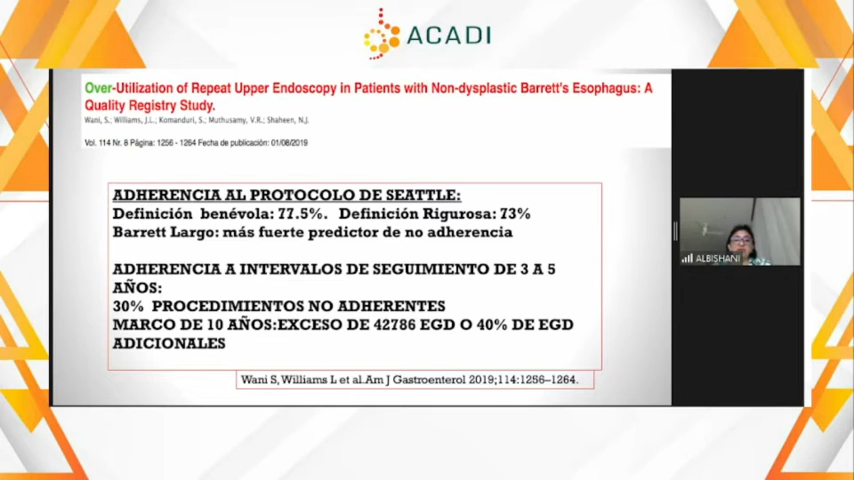 ACADI
Over-Utilization of Repeat Upper Endoscopy in Patients with Non-dysplastic Barrett's Esophagus: A
Quality Registry Study.
Wani, S.; Williams, J.L.; Komanduri, S.; Muthusamy, V.R.; Shaheen, N.J.
Vol. 114 Nr. 8 Página: 1256 - 1264 Fecha de publicación: 01/08/2019
ADHERENCIA AL PROTOCOLO DE SEATTLE:
Definición benévola: 77.5%. Definición Rigurosa: 73%
Barrett Largo: más fuerte predictor de no adherencia
ADHERENCIA A INTERVALOS DE SEGUIMIENTO DE 3 A 5
AÑOS:
30% PROCEDIMIENTOS NO ADHERENTES
MARCO DE 10 AÑOS:EXCESO DE 42786 EGD O 40% DE EGD
ADICIONALES
Wani S, Williams L et al.Am J Gastroenterol 2019;114:1256–1264.
ALBISHANI